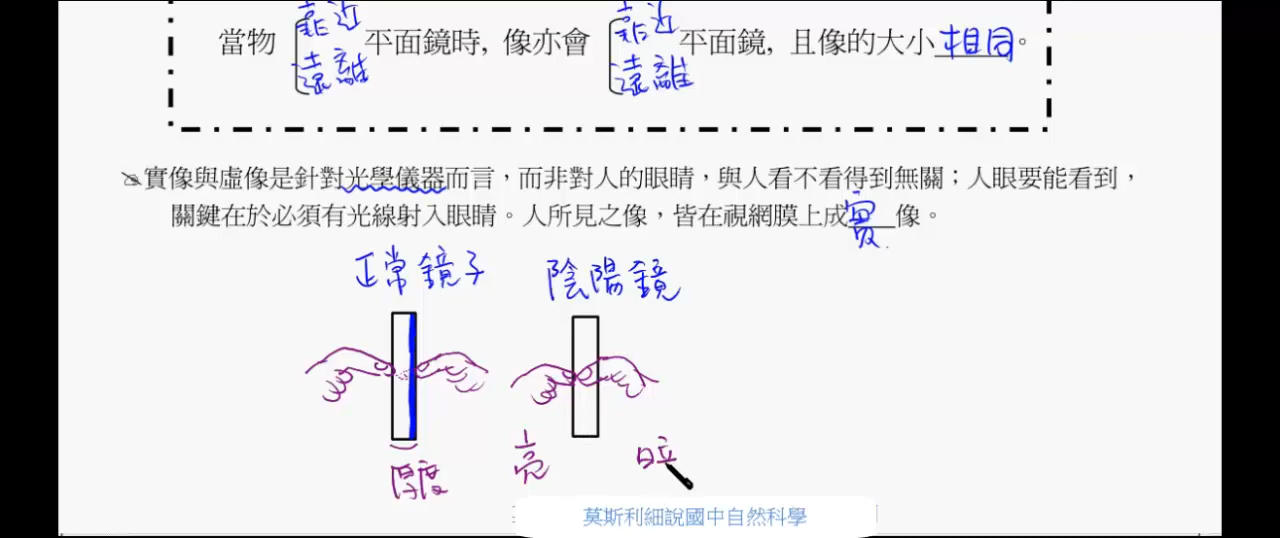 當物 靠近 平面鏡時, 像亦會 靠近 平面鏡, 且像的大小相同。
遠離 遠離
實像與虛像是針對光學儀器而言，而非對人的眼睛，與人看不看得到無關；人眼要能看到，
關鍵在於必須有光線射入眼睛。人所見之像，皆在視網膜上成實像。
正常鏡子 陰陽鏡
厚度 亮
莫斯利細說國中自然科學